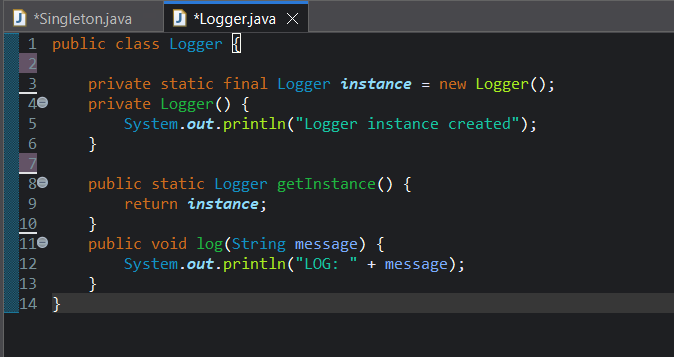 *Singleton.java *Logger.java
1 public class Logger {
2
3     private static final Logger instance = new Logger();
4     private Logger() {
5         System.out.println("Logger instance created");
6     }
7
8     public static Logger getInstance() {
9         return instance;
10     }
11     public void log(String message) {
12         System.out.println("LOG: " + message);
13     }
14 }